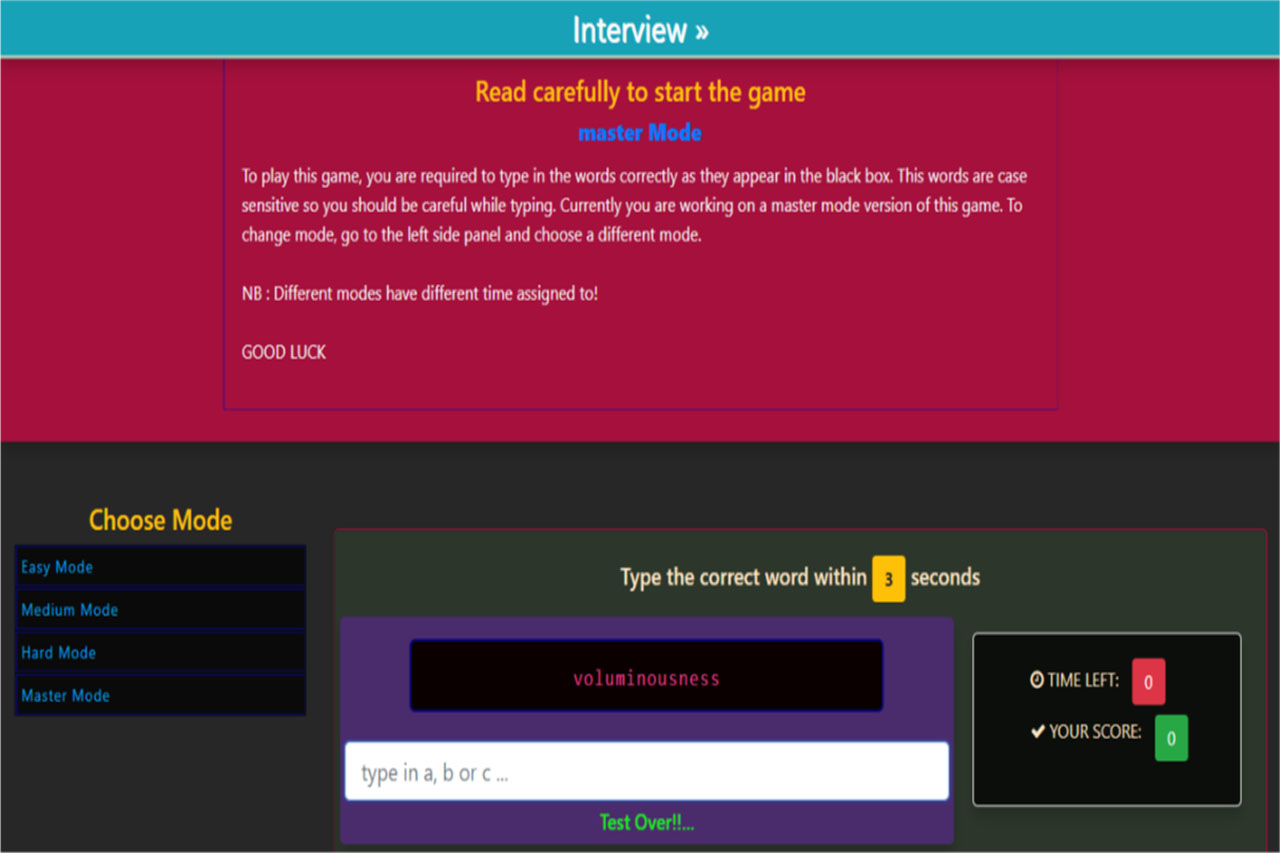 Interview »
Read carefully to start the game
master Mode
To play this game, you are required to type in the words correctly as they appear in the black box. This words are case
sensitive so you should be careful while typing. Currently you are working on a master mode version of this game. To
change mode, go to the left side panel and choose a different mode.
NB : Different modes have different time assigned to!
GOOD LUCK
Choose Mode
Easy Mode
Medium Mode
Hard Mode
Master Mode
Type the correct word within 3 seconds
voluminousness
type in a, b or c ...
Test Over!!...
TIME LEFT: 0
YOUR SCORE: 0